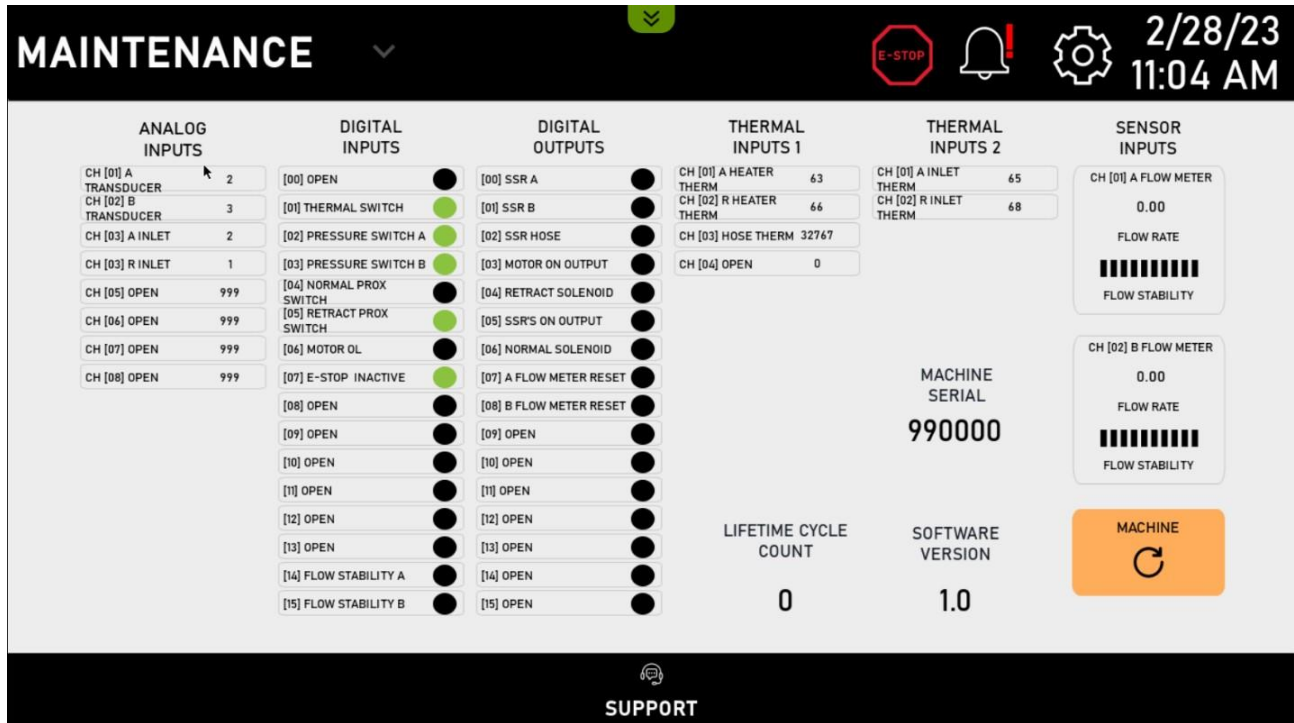 MAINTENANCE
E-STOP
!
2/28/23
11:04 AM
ANALOG
INPUTS
CH [01] A
TRANSDUCER
2
CH [02] B
TRANSDUCER
3
CH [03] A INLET 2
CH [03] R INLET 1
CH [05] OPEN 999
CH [06] OPEN 999
CH [07] OPEN 999
CH [08] OPEN 999
DIGITAL
INPUTS
[00] OPEN
[01] THERMAL SWITCH
[02] PRESSURE SWITCH A
[03] PRESSURE SWITCH B
[04] NORMAL PROX
SWITCH
[05] RETRACT PROX
SWITCH
[06] MOTOR OL
[07] E-STOP INACTIVE
[08] OPEN
[09] OPEN
[10] OPEN
[11] OPEN
[12] OPEN
[13] OPEN
[14] FLOW STABILITY A
[15] FLOW STABILITY B
DIGITAL
OUTPUTS
[00] SSR A
[01] SSR B
[02] SSR HOSE
[03] MOTOR ON OUTPUT
[04] RETRACT SOLENOID
[05] SSR'S ON OUTPUT
[06] NORMAL SOLENOID
[07] A FLOW METER RESET
[08] B FLOW METER RESET
[09] OPEN
[10] OPEN
[11] OPEN
[12] OPEN
[13] OPEN
[14] OPEN
[15] OPEN
THERMAL
INPUTS 1
CH [01] A HEATER
THERM
63
CH [02] R HEATER
THERM
66
CH [03] HOSE THERM 32767
CH [04] OPEN 0
THERMAL
INPUTS 2
CH [01] A INLET
THERM
65
CH [02] R INLET
THERM
68
SENSOR
INPUTS
CH [01] A FLOW METER
0.00
FLOW RATE
FLOW STABILITY
CH [02] B FLOW METER
0.00
FLOW RATE
FLOW STABILITY
MACHINE
SERIAL
990000
LIFETIME CYCLE
COUNT
0
SOFTWARE
VERSION
1.0
MACHINE
SUPPORT